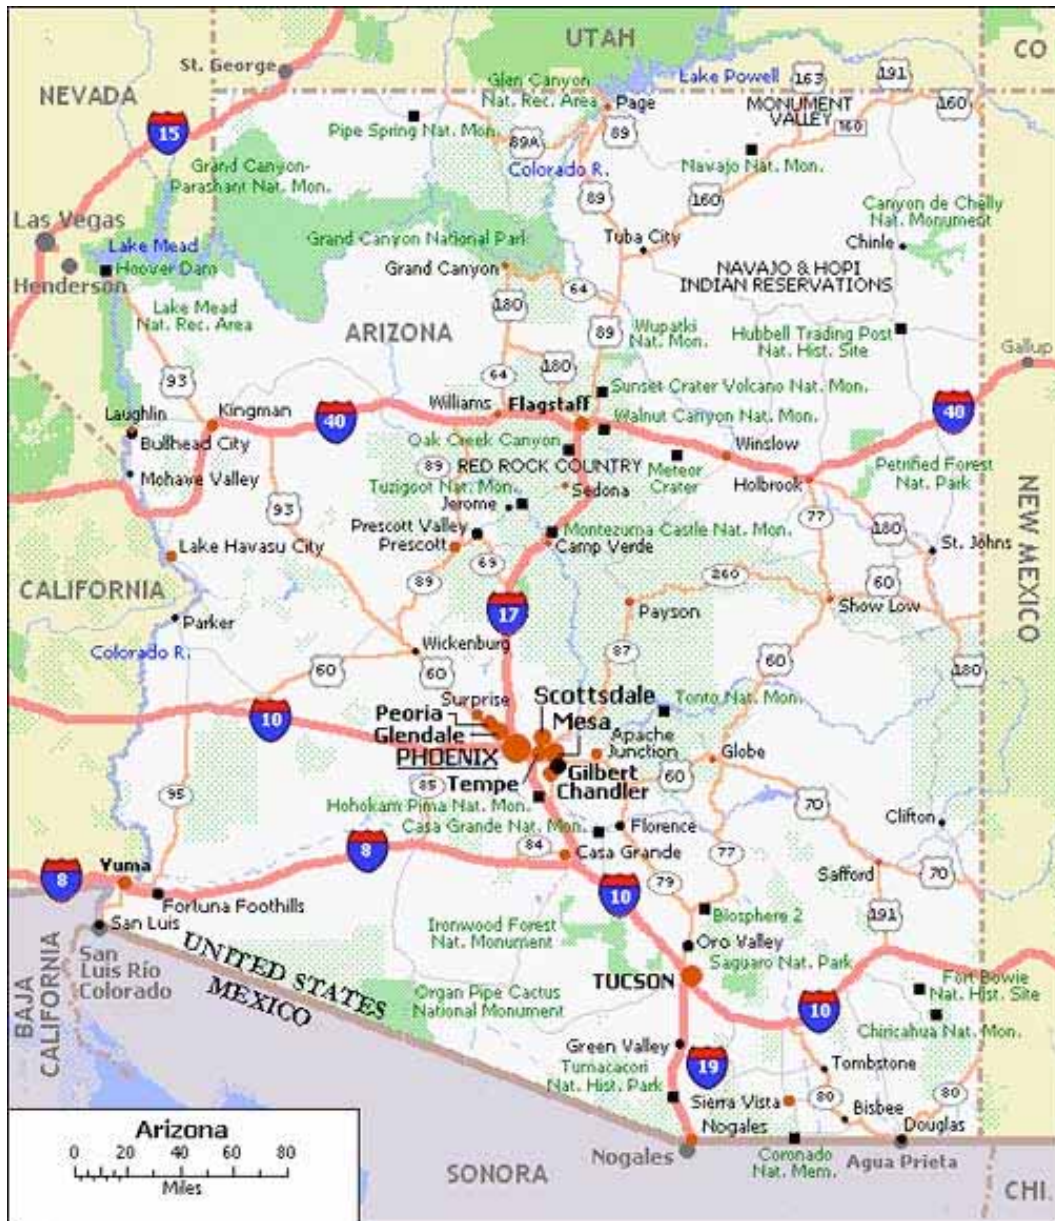 UTAH
CO
St. George
NEVADA
Glen Canyon
Nat. Rec. Area
Lake Powell
163
191
Page
MONUMENT
VALLEY
160
160
15
Pipe Spring Nat. Mon.
89A
89
Colorado R.
Navajo Nat. Mon.
Grand Canyon-
Parashant Nat. Mon.
89
160
Canyon de Chelly
Nat. Monument
Las Vegas
Lake Mead
Hoover Dam
Henderson
Grand Canyon National Park
Tuba City
Chinle
Grand Canyon
NAVAJO & HOPI
INDIAN RESERVATIONS
64
180
Lake Mead
Nat. Rec. Area
ARIZONA
89
Wupatki
Nat. Mon.
Hubbell Trading Post
Nat. Hist. Site
Gallup
93
64
180
Sunset Crater Volcano Nat. Mon.
Laughlin
Kingman
40
Williams
Flagstaff
Walnut Canyon Nat. Mon.
40
Bullhead City
Oak Creek Canyon
Winslow
Mohave Valley
89
RED ROCK COUNTRY
Meteor
Crater
Petrified Forest
Nat. Park
Tuzigoot Nat. Mon.
Sedona
Holbrook
NEW MEXICO
93
Jerome
77
Prescott Valley
Montezuma Castle Nat. Mon.
180
Prescott
Camp Verde
St. Johns
Lake Havasu City
69
89
260
60
CALIFORNIA
17
Payson
Show Low
Parker
Wickenburg
87
Colorado R.
60
60
60
180
Surprise
Scottsdale
Tonto Nat. Mon.
10
Peoria
Mesa
Glendale
Apache
Junction
PHOENIX
Globe
Tempe
Gilbert
60
Chandler
95
85
Hohokam Pima Nat. Mon.
70
Casa Grande Nat. Mon.
Florence
Clifton
8
84
Casa Grande
77
8
Yuma
79
Safford
70
10
Fortuna Foothills
San Luis
Biosphere 2
191
Ironwood Forest
Nat. Monument
Oro Valley
UNITED STATES
MEXICO
San
Luis Río
Colorado
BAJA
CALIFORNIA
TUCSON
Saguaro Nat. Park
Fort Bowie
Nat. Hist. Site
Organ Pipe Cactus
National Monument
10
Chiricahua Nat. Mon.
Green Valley
19
Tombstone
Tumacacori
Nat. Hist. Park
Sierra Vista
80
80
Bisbee
Nogales
Douglas
Arizona
0 20 40 60 80
Miles
Nogales
Coronado
Nat. Mem.
Agua Prieta
SONORA
CHI.